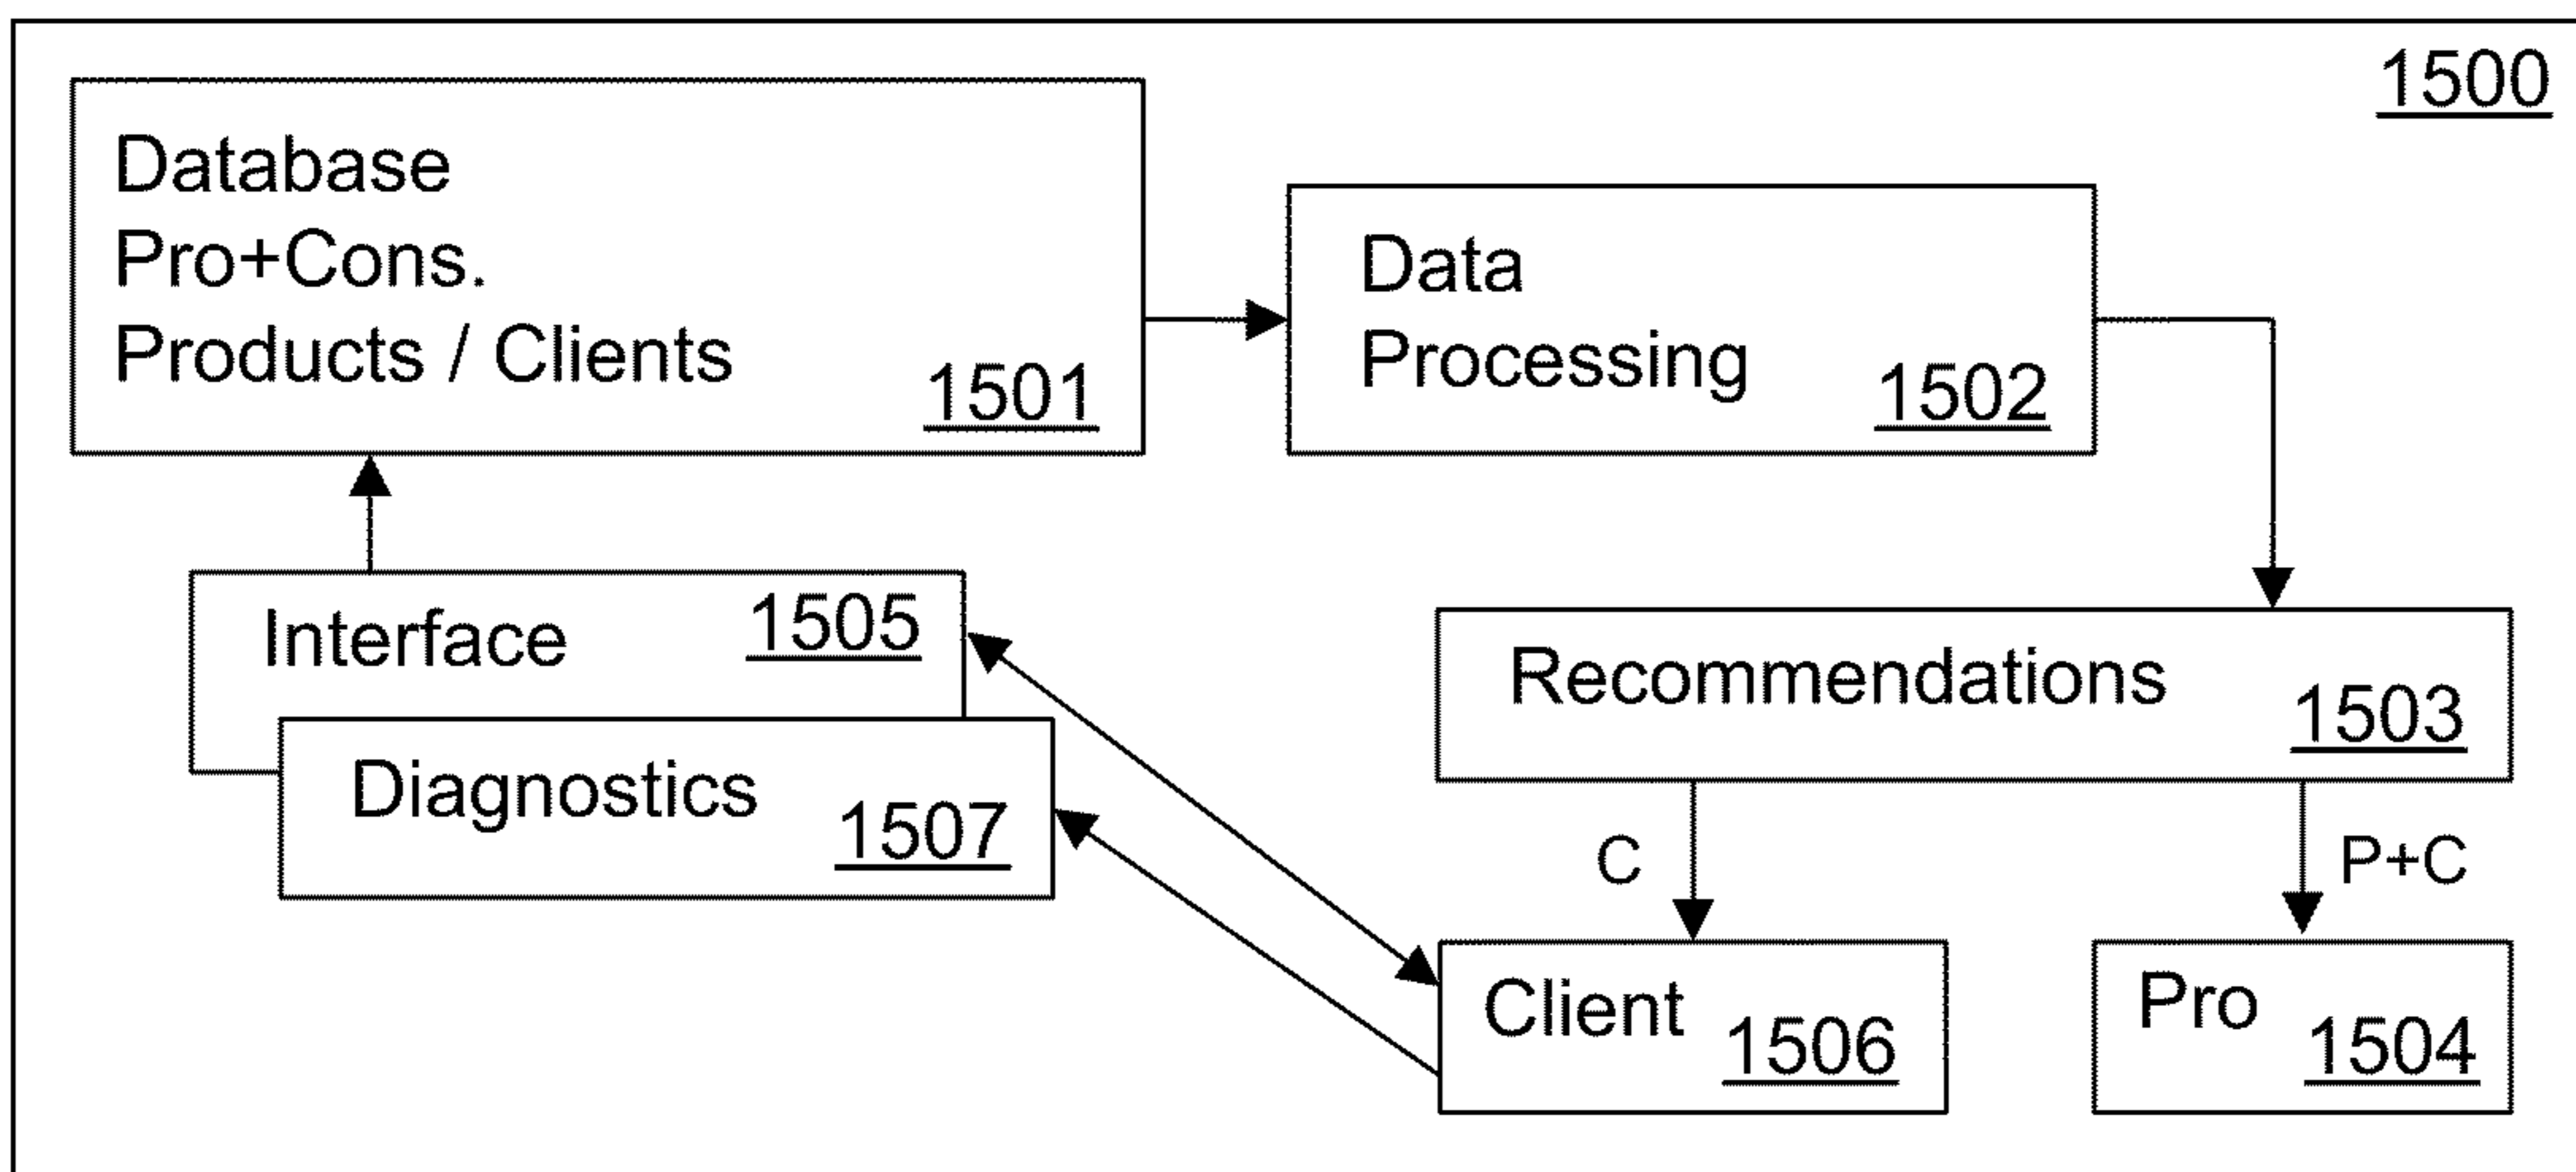 1500
Database
Pro+Cons.
Products / Clients
1501
Data
Processing
1502
Interface
1505
Recommendations
1503
Diagnostics
1507
C
P+C
Client
1506
Pro
1504